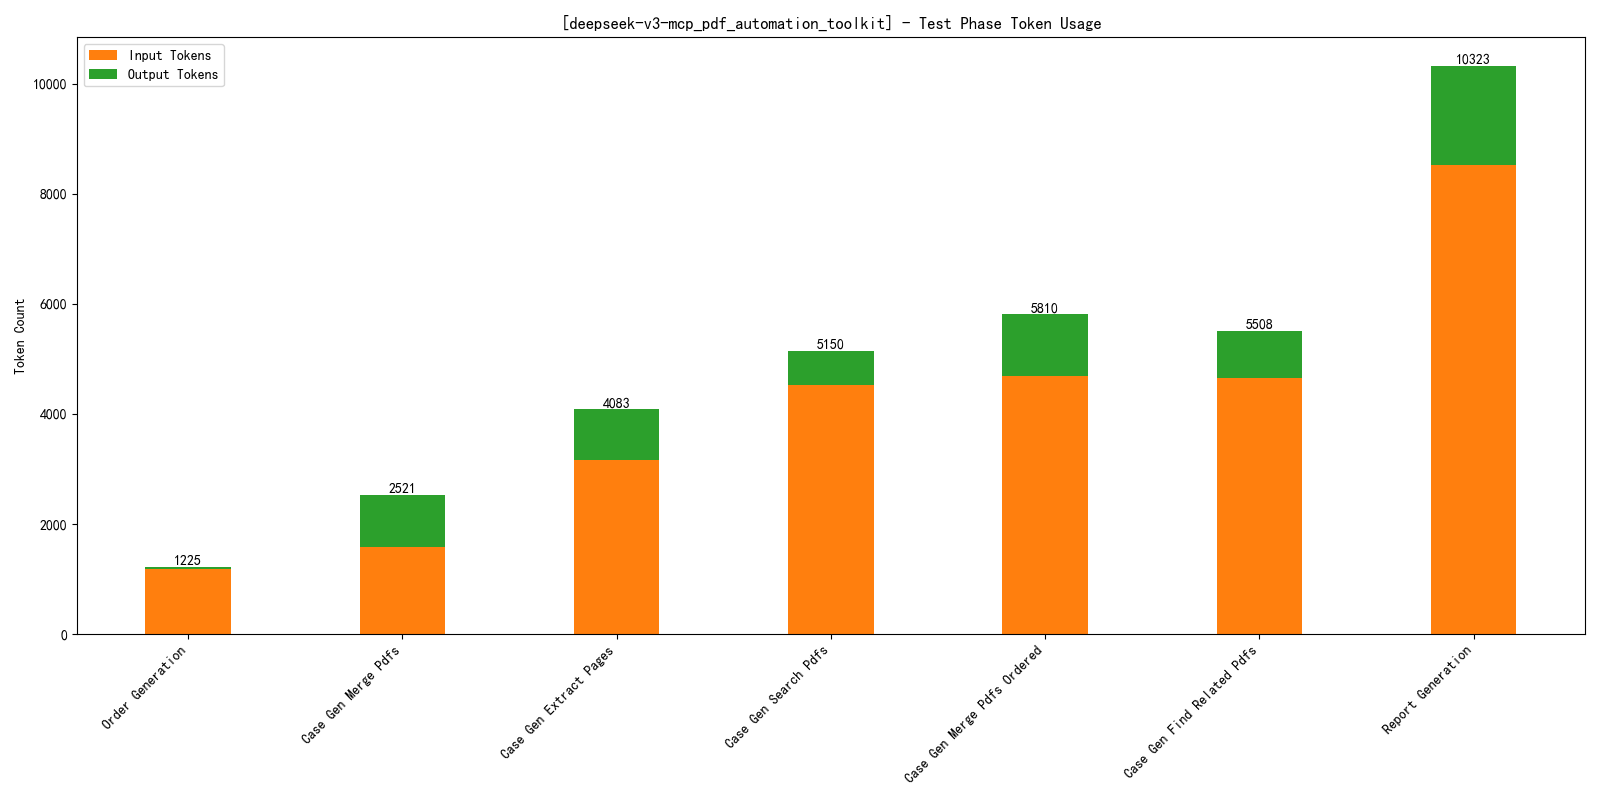 [deepseek-v3-mcp_pdf_automation_toolkit] - Test Phase Token Usage
Input Tokens
Output Tokens
Token Count
10000
8000
6000
4000
2000
0
1225
2521
4083
5150
5810
5508
10323
Order Generation
Case Gen Merge Pdfs
Case Gen Extract Pages
Case Gen Search Pdfs
Case Gen Merge Pdfs Ordered
Case Gen Find Related Pdfs
Report Generation